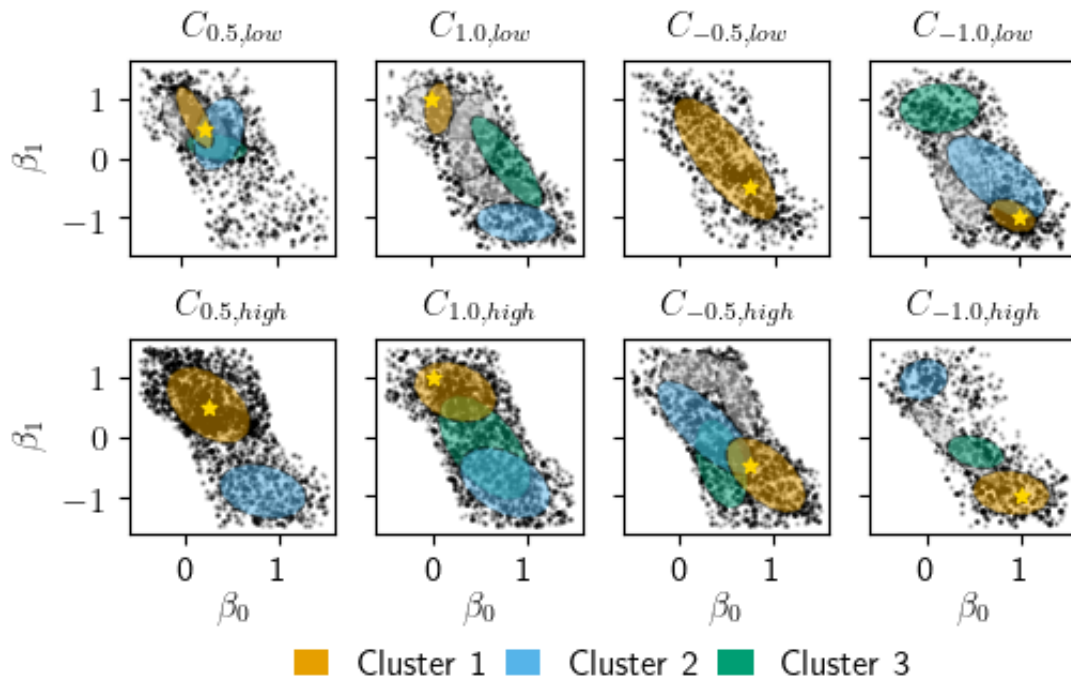 C0.5,low C1.0,low C−0.5,low C−1.0,low
1
0
−1
β1
C0.5,high C1.0,high C−0.5,high C−1.0,high
1
0
−1
β1
0 1 0 1 0 1 0 1
β0 β0 β0 β0
Cluster 1 Cluster 2 Cluster 3